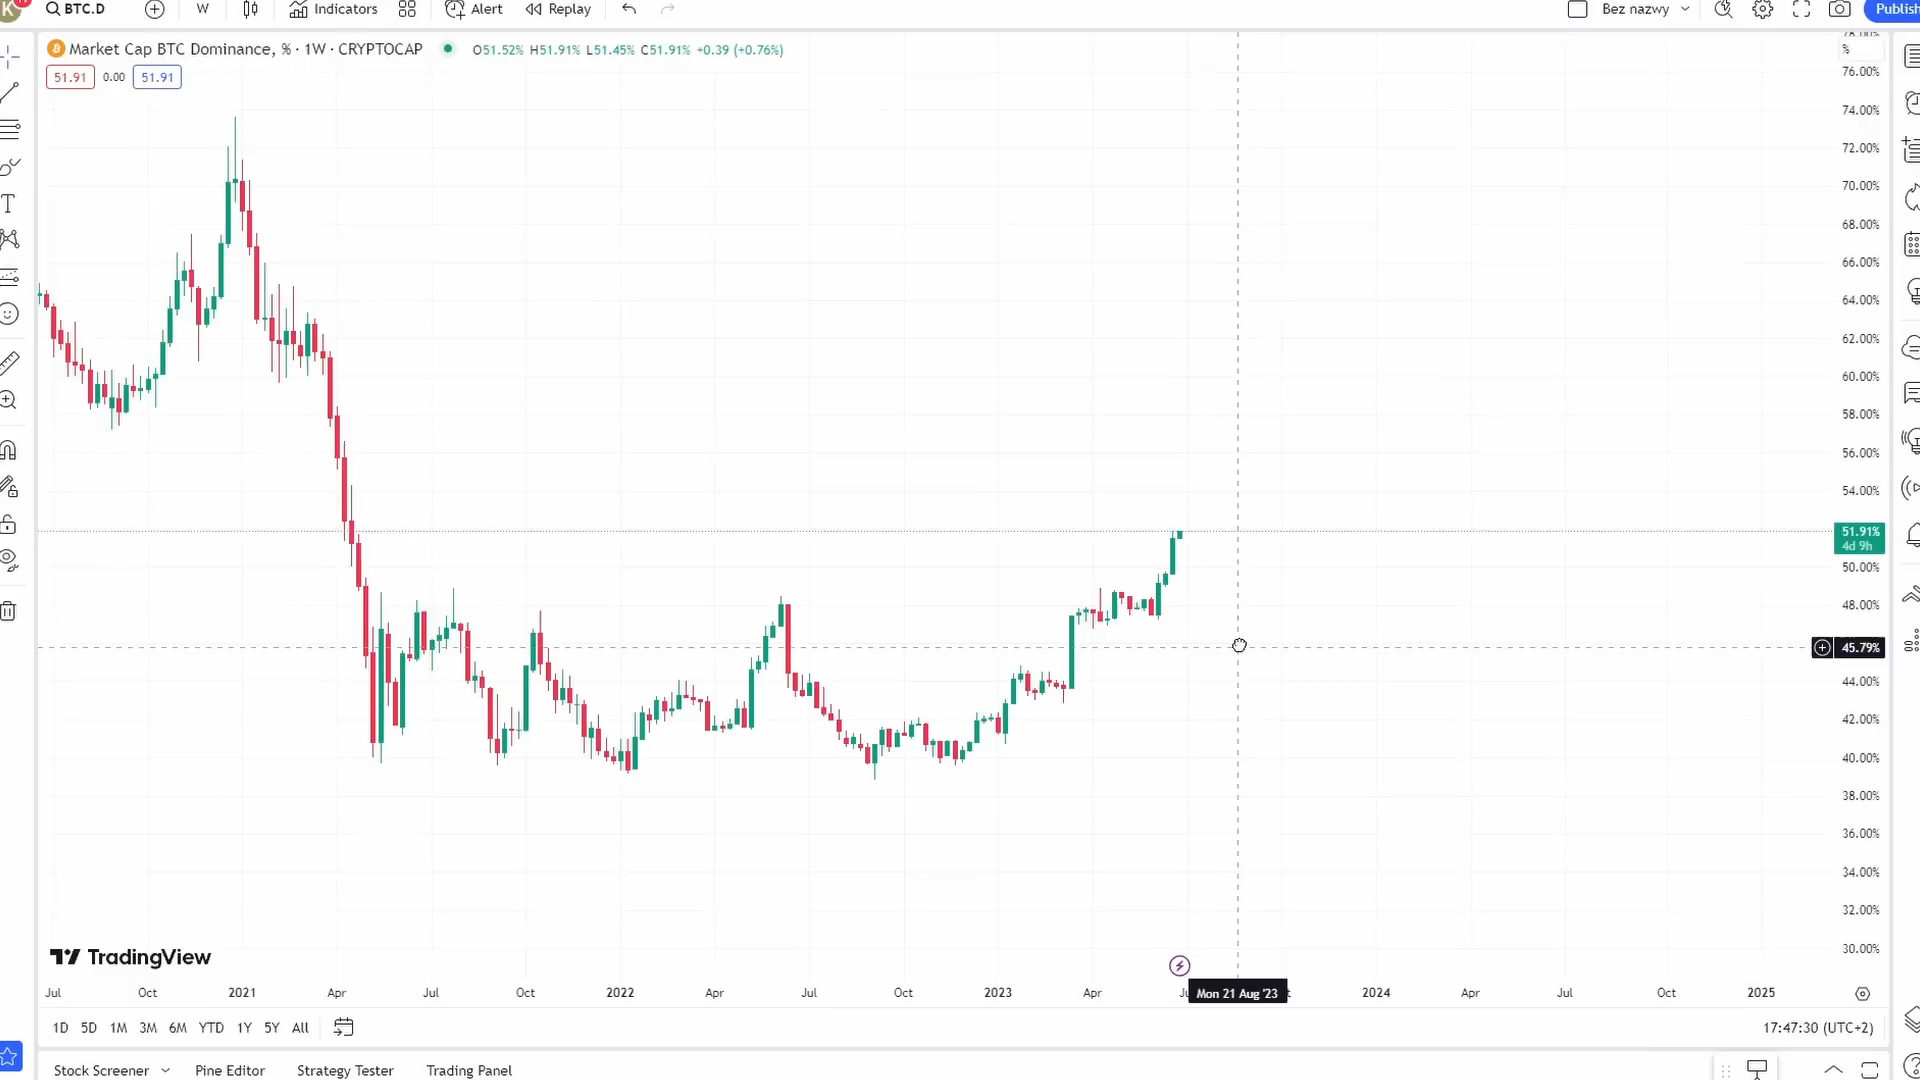 BTC.D
W
Indicators
Alert
Replay
Bez nazwy
Publish
Market Cap BTC Dominance, % · 1W · CRYPTOCAP
O51.52% H51.91% L51.45% C51.91% +0.39 (+0.76%)
51.91 0.00 51.91
%
76.00%
74.00%
72.00%
70.00%
68.00%
66.00%
64.00%
62.00%
60.00%
58.00%
56.00%
54.00%
51.91%
4d 9h
50.00%
48.00%
45.79%
44.00%
42.00%
40.00%
38.00%
36.00%
34.00%
32.00%
30.00%
TradingView
Jul Oct 2021 Apr Jul Oct 2022 Apr Jul Oct 2023 Apr Mon 21 Aug '23 2024 Apr Jul Oct 2025
1D 5D 1M 3M 6M YTD 1Y 5Y All
17:47:30 (UTC+2)
Stock Screener Pine Editor Strategy Tester Trading Panel